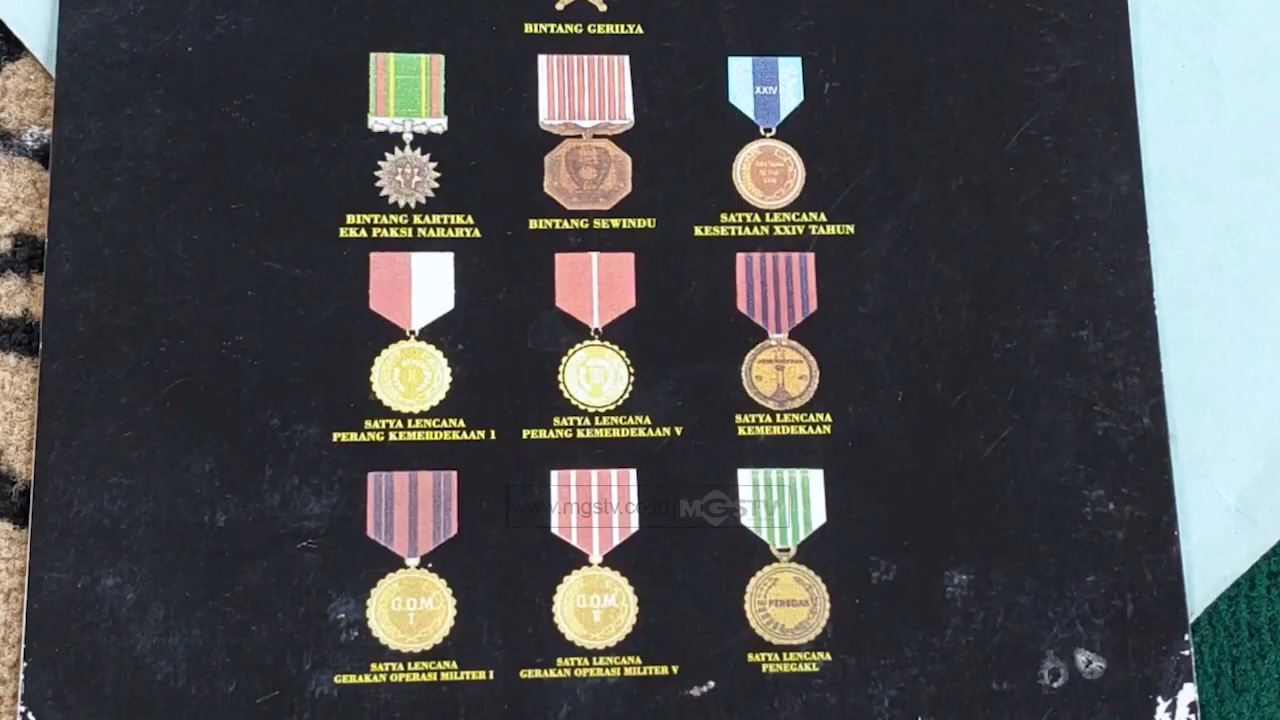 BINTANG GERILYA
XXIV
BINTANG KARTIKA
EKA PAKSI NARARYA
BINTANG SEWINDU
SATYA LENCANA
KESETIAAN XXIV TAHUN
SATYA LENCANA
PERANG KEMERDEKAAN 1
SATYA LENCANA
PERANG KEMERDEKAAN V
SATYA LENCANA
KEMERDEKAAN
www.mgstv.co.id MGSTV
G.O.M.
I
G.O.M.
V
PENEGAK
SATYA LENCANA
GERAKAN OPERASI MILITER I
SATYA LENCANA
GERAKAN OPERASI MILITER V
SATYA LENCANA
PENEGAKL